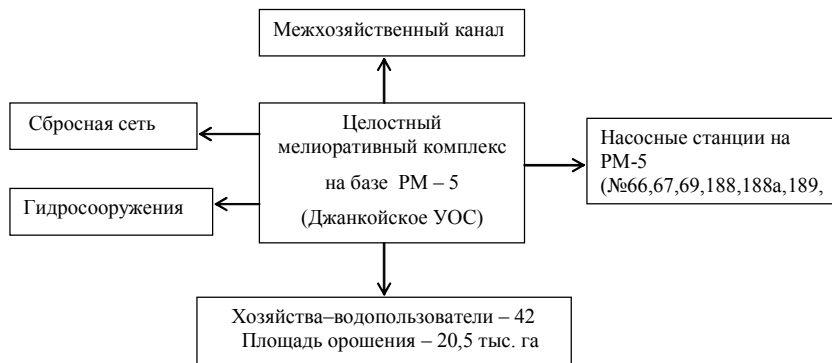 Межхозяйственный канал
Сбросная сеть
Гидросооружения
Целостный
мелиоративный комплекс
на базе РМ – 5
(Джанкойское УОС)
Насосные станции на
РМ-5
(№66,67,69,188,188а,189,
Хозяйства–водопользователи – 42
Площадь орошения – 20,5 тыс. га